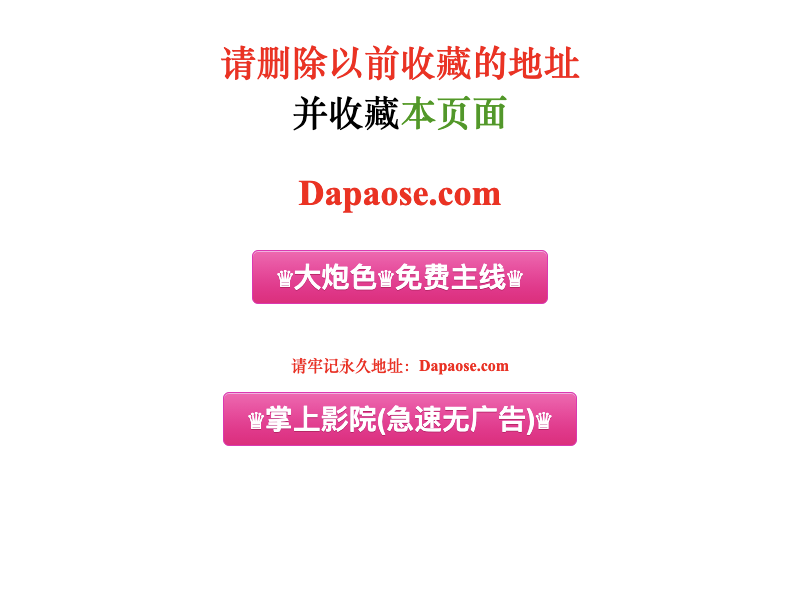 请删除以前收藏的地址
并收藏本页面
Dapaose.com
♛大炮色♛免费主线♛
请牢记永久地址：Dapaose.com
♛掌上影院(急速无广告)♛